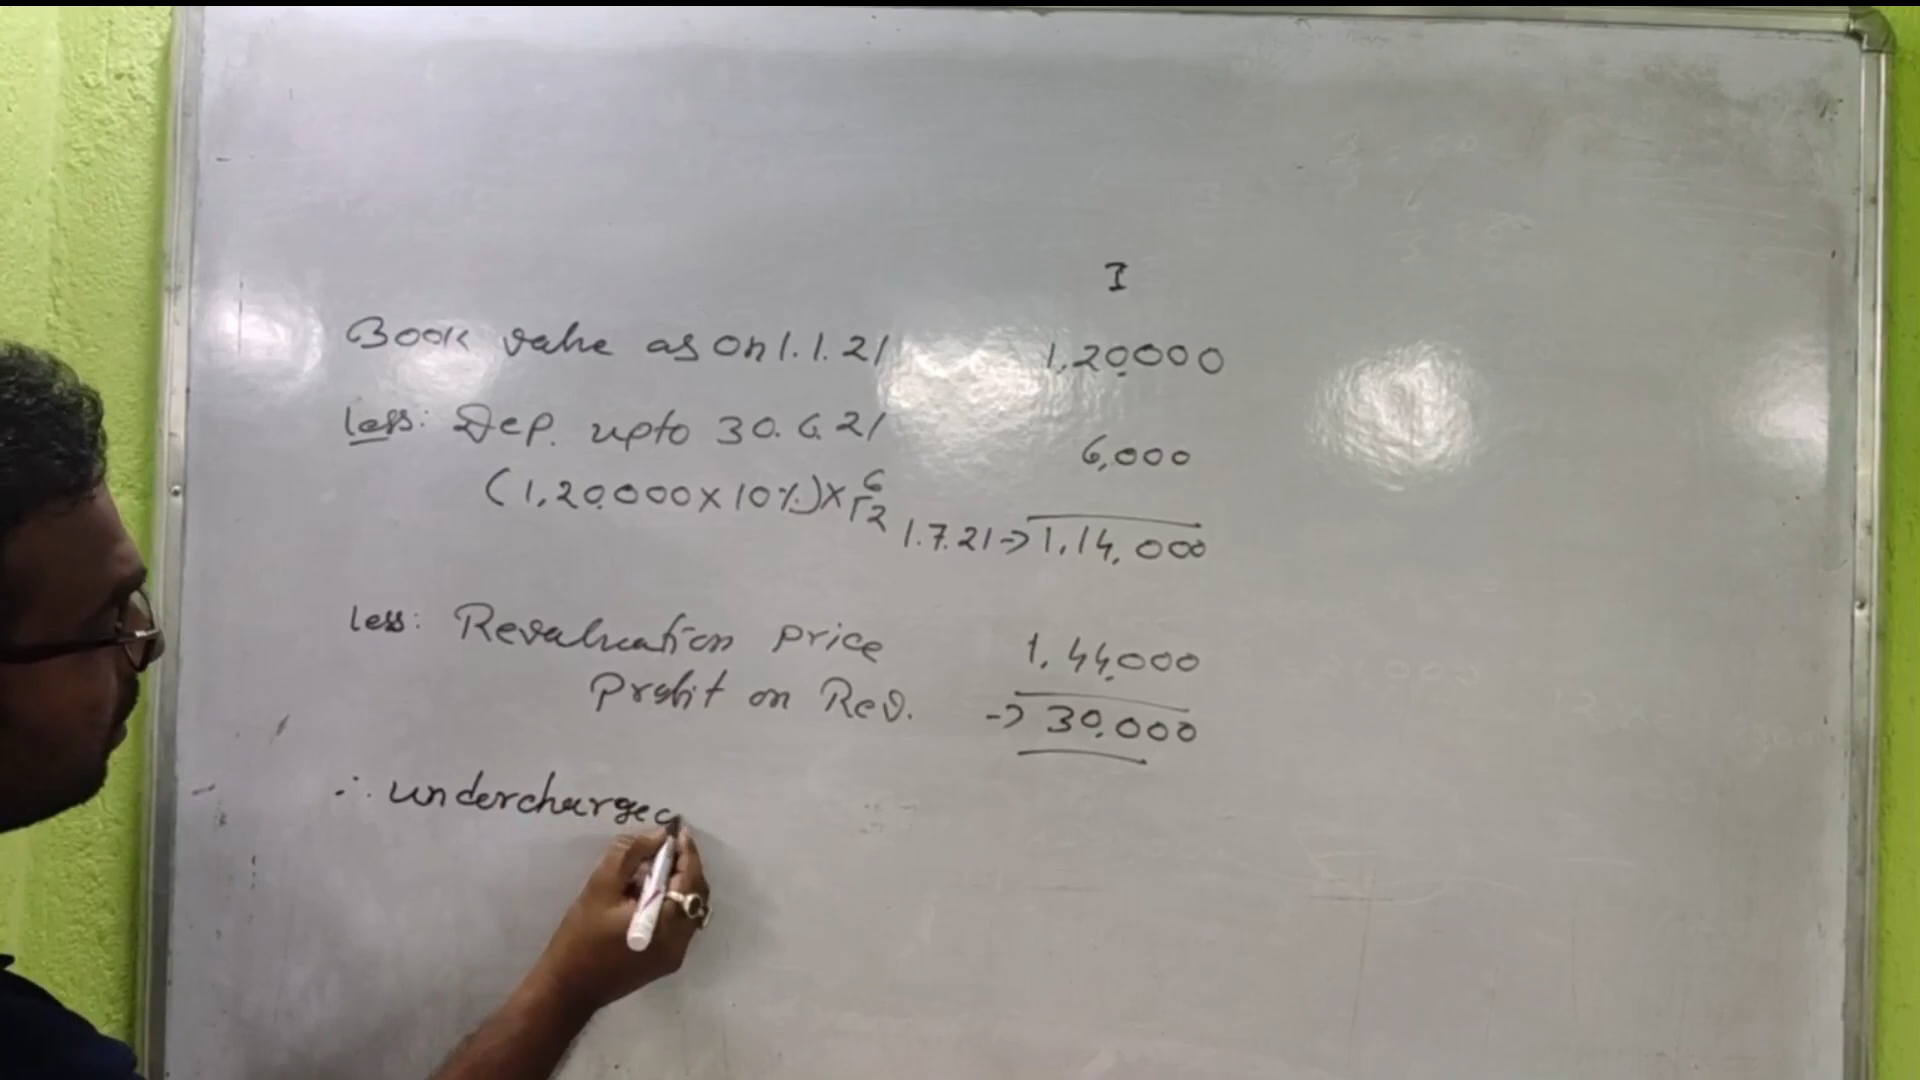 I
Book value as on 1.1.21 1,20,000
less: Dep. upto 30.6.21 6,000
(1,20,000 x 10%) x 6/12
1.7.21 -> 1,14,000
less: Revaluation price 1,44,000
Profit on Rev. -> 30,000
∴ undercharged